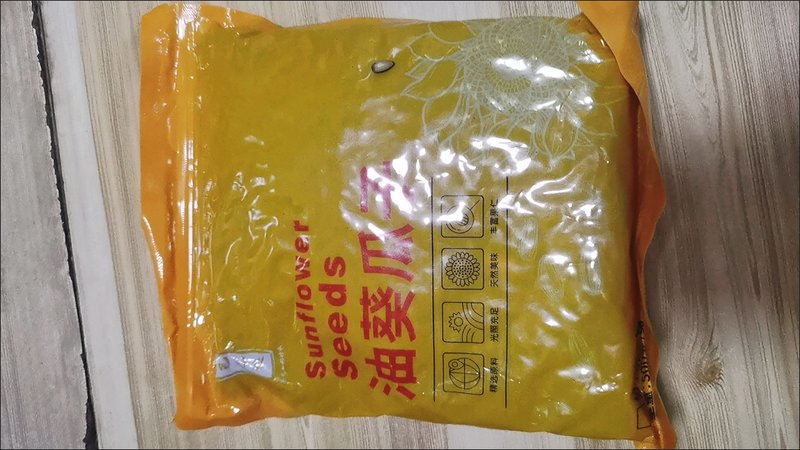 Sunflower
Seeds
油葵瓜子
精选原料
光照充足
天然美味
丰富果仁